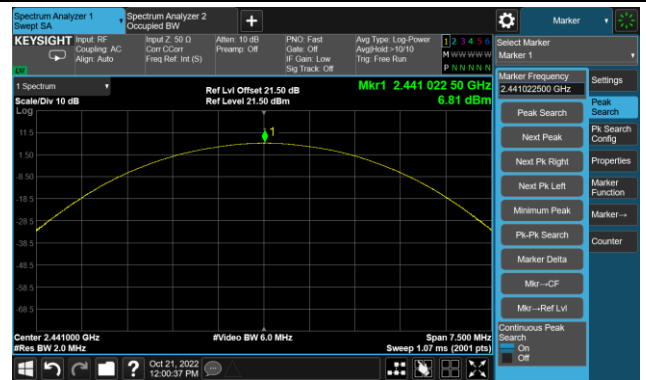 Spectrum Analyzer 1
Swept SA
Spectrum Analyzer 2
Occupied BW
Marker
KEYSIGHT
Input: RF
Coupling: AC
Align: Auto
Input Z: 50 Ω
Corr CCorr
Freq Ref: Int (S)
Atten: 10 dB
Preamp: Off
PNO: Fast
Gate: Off
IF Gain: Low
Sig Track: Off
Avg Type: Log-Power
Avg|Hold:>10/10
Trig: Free Run
1 2 3 4 5 6
M W W W W W
P N N N N N
LW
Select Marker
Marker 1
1 Spectrum
Scale/Div 10 dB
Log
Ref Lvl Offset 21.50 dB
Ref Level 21.50 dBm
Mkr1 2.441 022 50 GHz
6.81 dBm
1
11.5
1.50
-8.50
-18.5
-28.5
-38.5
-48.5
-58.5
-68.5
Center 2.441000 GHz
#Res BW 2.0 MHz
#Video BW 6.0 MHz
Span 7.500 MHz
Sweep 1.07 ms (2001 pts)
Marker Frequency
2.441022500 GHz
Peak Search
Next Peak
Next Pk Right
Next Pk Left
Minimum Peak
Pk-Pk Search
Marker Delta
Mkr→CF
Mkr→Ref Lvl
Continuous Peak
Search
On
Off
Settings
Peak
Search
Pk Search
Config
Properties
Marker
Function
Marker→
Counter
?
Oct 21, 2022
12:00:37 PM